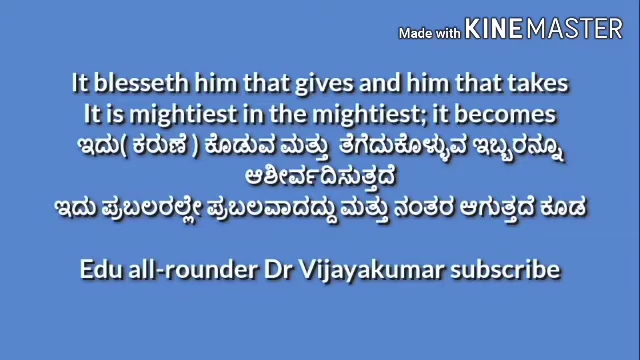 Made with KINEMASTER
It blesseth him that gives and him that takes
It is mightiest in the mightiest; it becomes
ಇದು( ಕರುಣೆ ) ಕೊಡುವ ಮತ್ತು ತೆಗೆದುಕೊಳ್ಳುವ ಇಬ್ಬರನ್ನೂ
ಆಶೀರ್ವದಿಸುತ್ತದೆ
ಇದು ಪ್ರಬಲರಲ್ಲೇ ಪ್ರಬಲವಾದದ್ದು ಮತ್ತು ನಂತರ ಆಗುತ್ತದೆ ಕೂಡ
Edu all-rounder Dr Vijayakumar subscribe